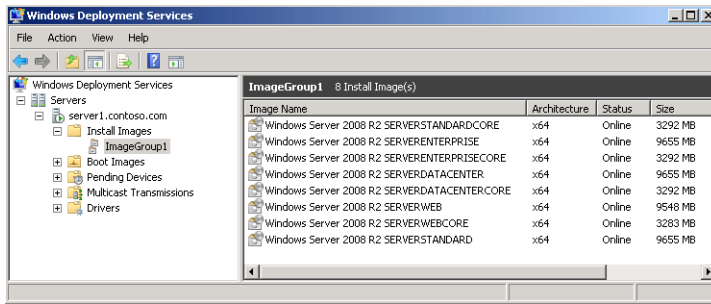 Windows Deployment Services
File Action View Help
Windows Deployment Services
Servers
server1.contoso.com
Install Images
ImageGroup1
Boot Images
Pending Devices
Multicast Transmissions
Drivers
ImageGroup1 8 Install Image(s)
Image Name Architecture Status Size
Windows Server 2008 R2 SERVERSTANDARDCORE x64 Online 3292 MB
Windows Server 2008 R2 SERVERENTERPRISE x64 Online 9655 MB
Windows Server 2008 R2 SERVERENTERPRISECORE x64 Online 3292 MB
Windows Server 2008 R2 SERVERDATACENTER x64 Online 9655 MB
Windows Server 2008 R2 SERVERDATACENTERCORE x64 Online 3292 MB
Windows Server 2008 R2 SERVERWEB x64 Online 9548 MB
Windows Server 2008 R2 SERVERWEBCORE x64 Online 3283 MB
Windows Server 2008 R2 SERVERSTANDARD x64 Online 9655 MB